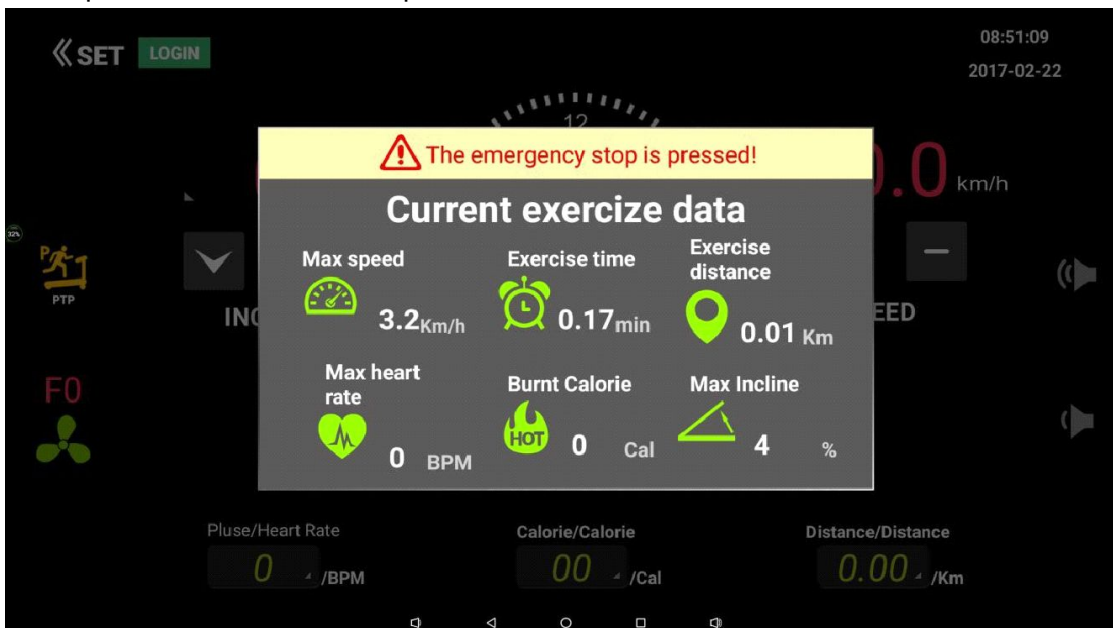 SET LOGIN
08:51:09
2017-02-22
12
The emergency stop is pressed!
.0 km/h
Current exercize data
Max speed
3.2Km/h
Exercise time
0.17min
Exercise
distance
0.01 Km
32%
PTP
INC
EED
Max heart
rate
0 BPM
Burnt Calorie
HOT
0 Cal
Max Incline
4 %
F0
Pluse/Heart Rate
0 /BPM
Calorie/Calorie
00 /Cal
Distance/Distance
0.00 /Km